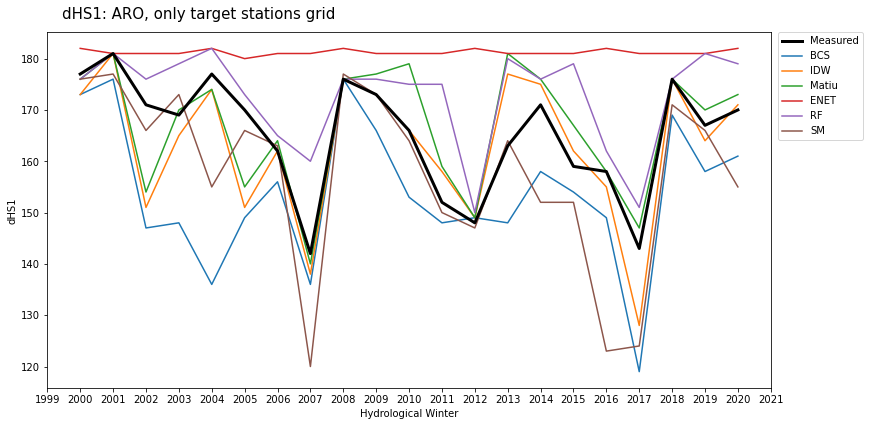 dHS1: ARO, only target stations grid
Measured
BCS
IDW
Matiu
ENET
RF
SM
180
170
160
150
140
130
120
dHS1
1999 2000 2001 2002 2003 2004 2005 2006 2007 2008 2009 2010 2011 2012 2013 2014 2015 2016 2017 2018 2019 2020 2021
Hydrological Winter